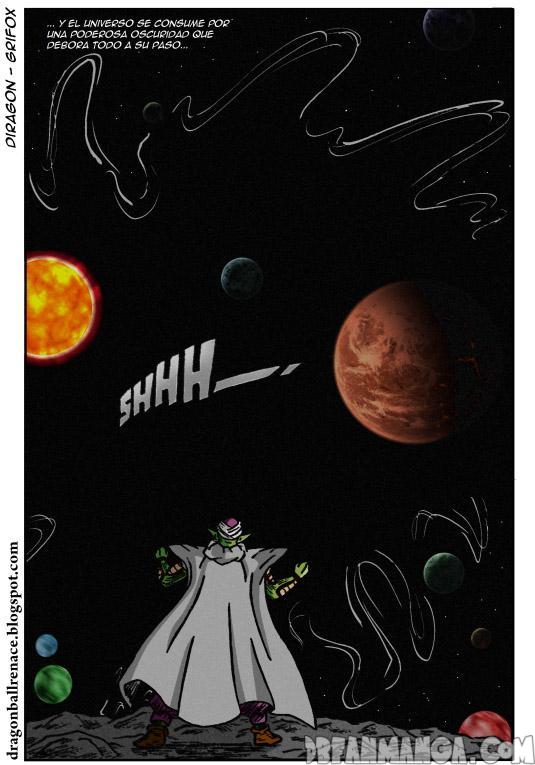 ... Y EL UNIVERSO SE CONSUME POR
UNA PODEROSA OSCURIDAD QUE
DEBORA TODO A SU PASO...
DIRAGON - GRIFOX
SHHH
dragonballrenace.blogspot.com
DBFANMANGA.COM